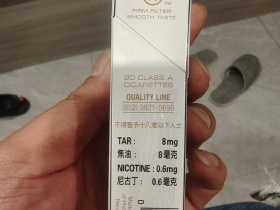 FIRM FILTER
SMOOTH TASTE
20 CLASS A
CIGARETTES
QUALITY LINE
(852) 3921-5656
不得售予十八歲以下人士
TAR : 8mg
焦油 : 8毫克
NICOTINE : 0.6mg
尼古丁 : 0.6毫克